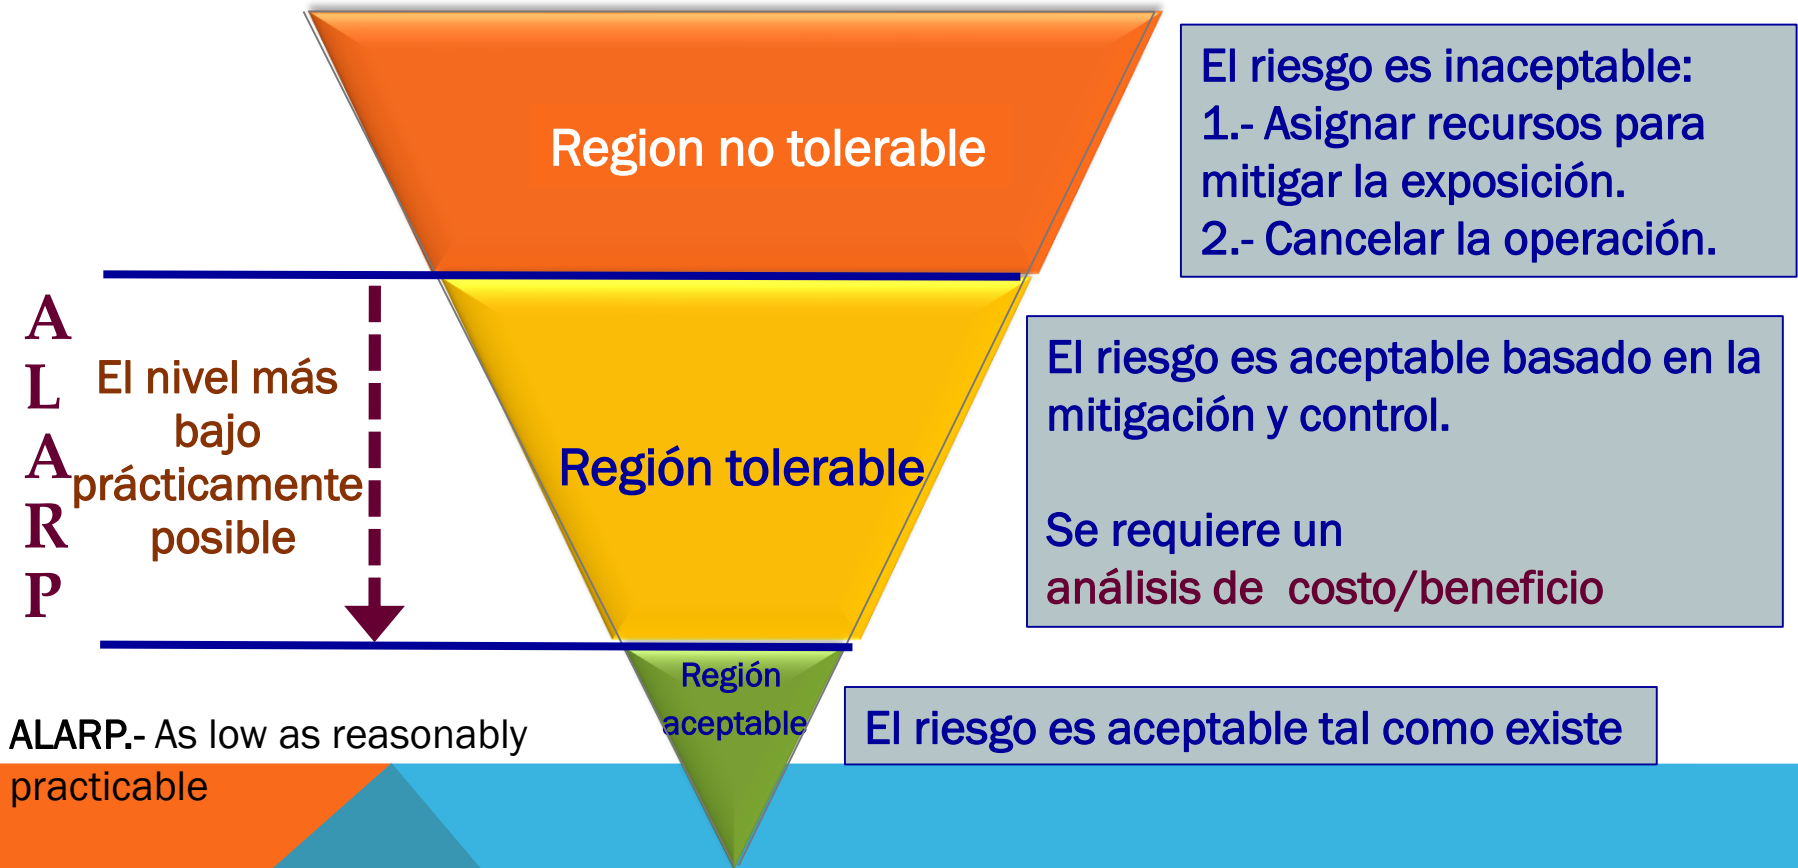 Region no tolerable
El riesgo es inaceptable:
1.- Asignar recursos para
mitigar la exposición.
2.- Cancelar la operación.
A
L
A
R
P
El nivel más
bajo
prácticamente
posible
Región tolerable
El riesgo es aceptable basado en la
mitigación y control.
Se requiere un
análisis de costo/beneficio
Región
aceptable
El riesgo es aceptable tal como existe
ALARP.- As low as reasonably
practicable